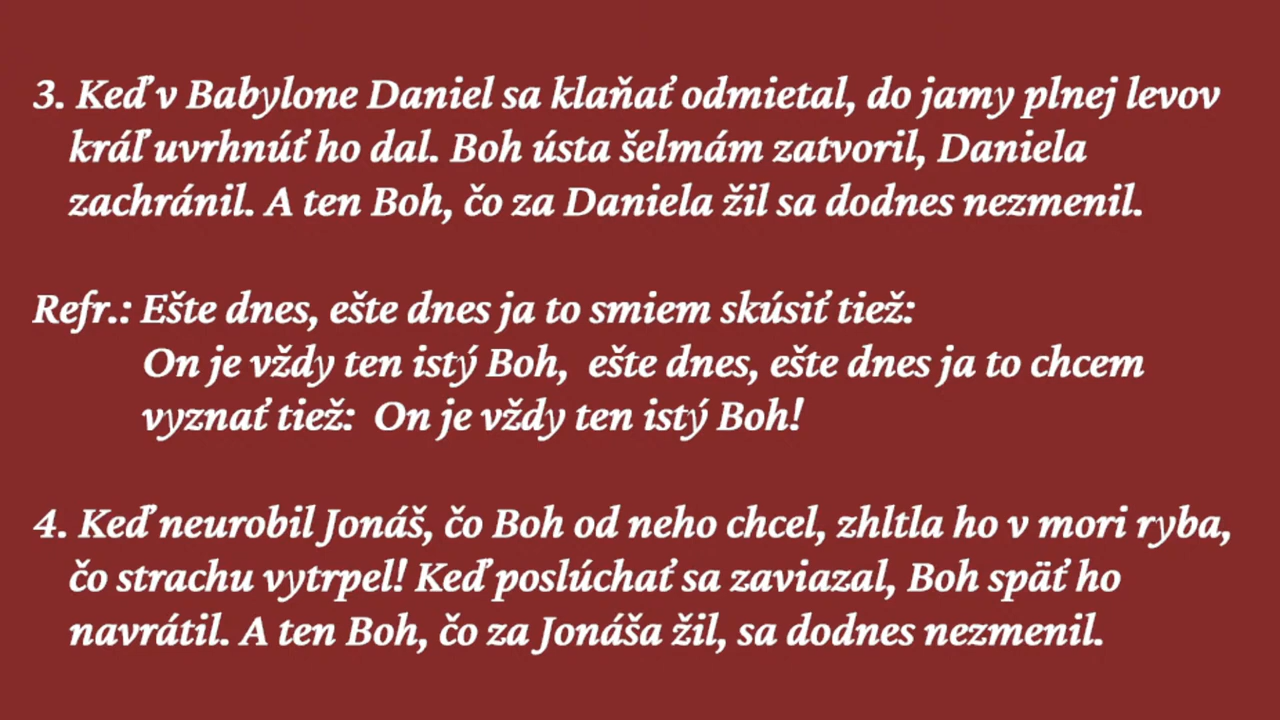 3. Keď v Babylone Daniel sa klaňať odmietal, do jamy plnej levov
kráľ uvrhnúť ho dal. Boh ústa šelmám zatvoril, Daniela
zachránil. A ten Boh, čo za Daniela žil sa dodnes nezmenil.
Refr.: Ešte dnes, ešte dnes ja to smiem skúsiť tiež:
On je vždy ten istý Boh, ešte dnes, ešte dnes ja to chcem
vyznať tiež: On je vždy ten istý Boh!
4. Keď neurobil Jonáš, čo Boh od neho chcel, zhltla ho v mori ryba,
čo strachu vytrpel! Keď poslúchať sa zaviazal, Boh späť ho
navrátil. A ten Boh, čo za Jonáša žil, sa dodnes nezmenil.